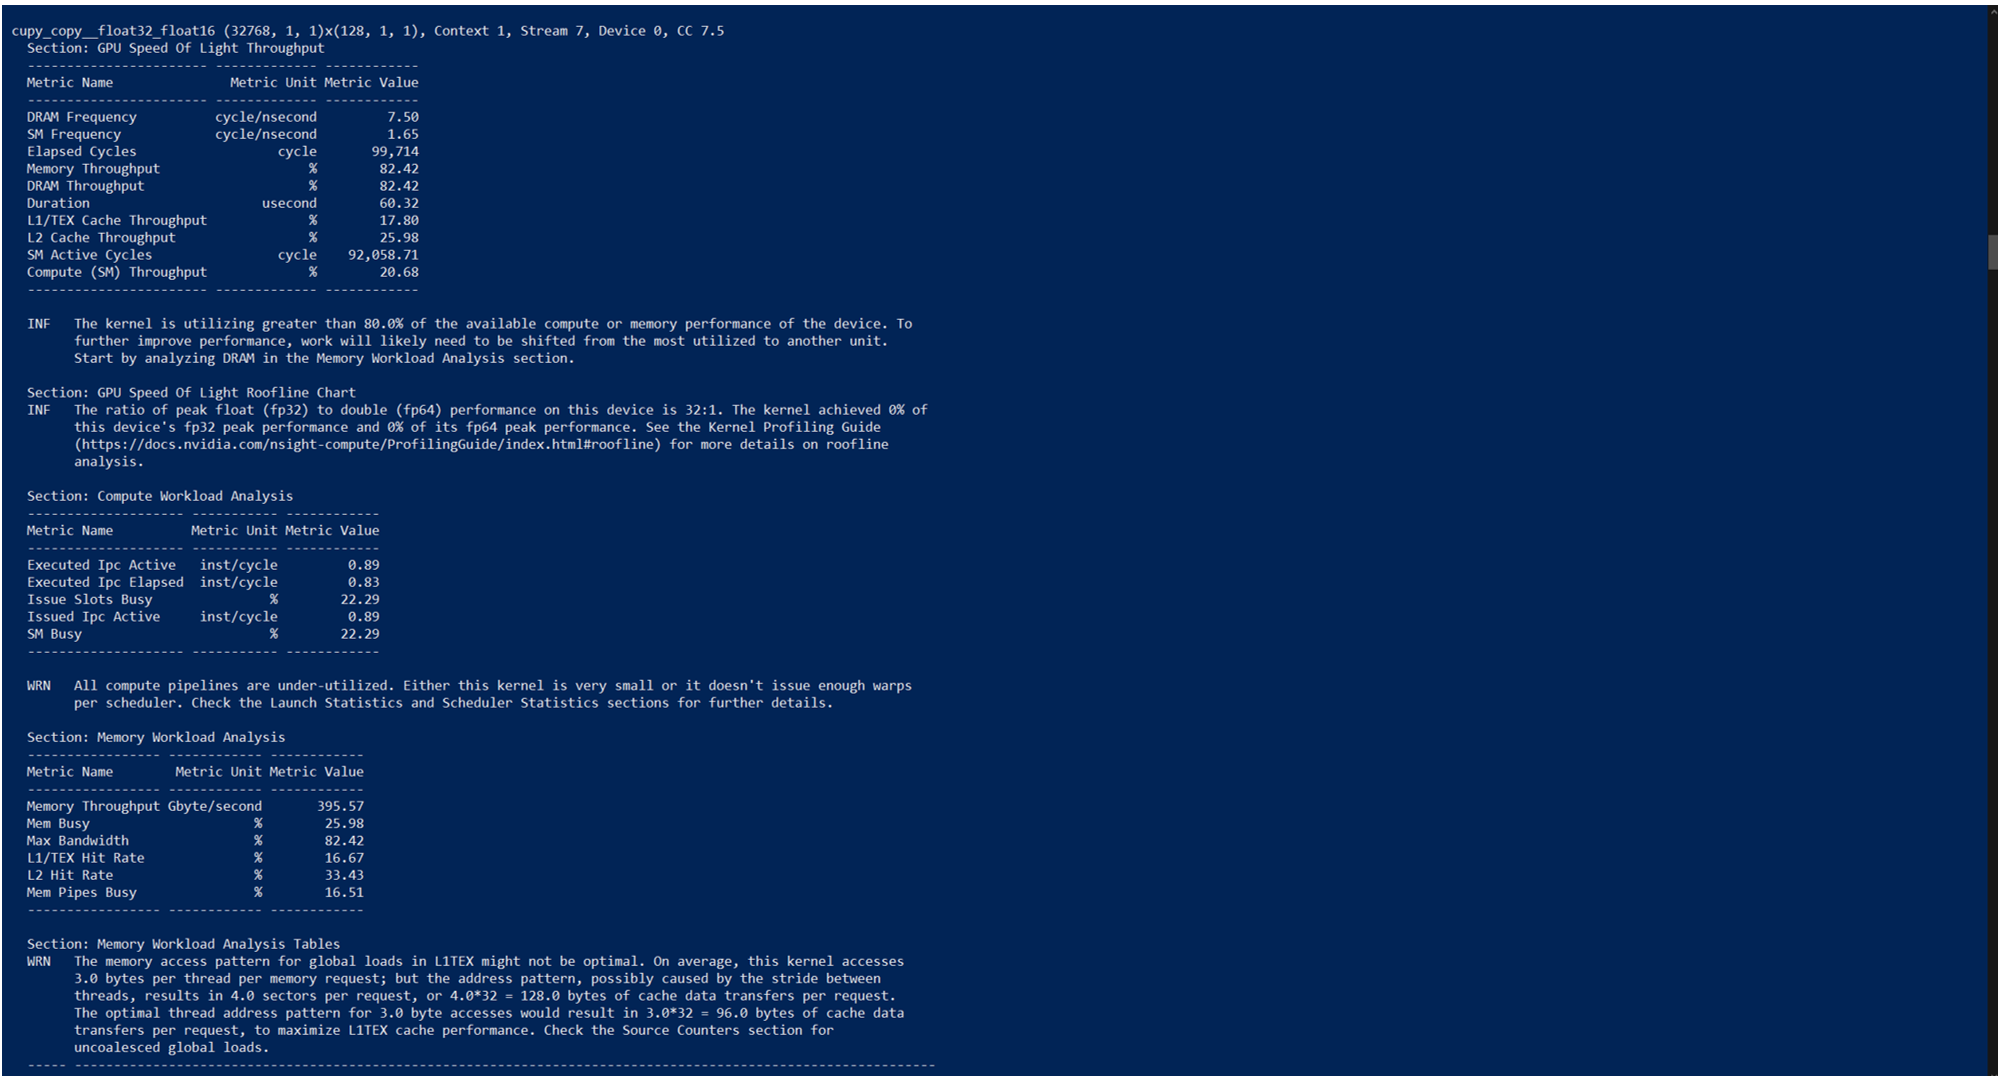 cupy_copy__float32_float16 (32768, 1, 1)x(128, 1, 1), Context 1, Stream 7, Device 0, CC 7.5
Section: GPU Speed Of Light Throughput
----------------------- ------------- ------------
Metric Name               Metric Unit Metric Value
----------------------- ------------- ------------
DRAM Frequency          cycle/nsecond         7.50
SM Frequency            cycle/nsecond         1.65
Elapsed Cycles                  cycle       99,714
Memory Throughput                   %        82.42
DRAM Throughput                     %        82.42
Duration                      usecond        60.32
L1/TEX Cache Throughput             %        17.80
L2 Cache Throughput                 %        25.98
SM Active Cycles                cycle    92,058.71
Compute (SM) Throughput             %        20.68
----------------------- ------------- ------------
INF   The kernel is utilizing greater than 80.0% of the available compute or memory performance of the device. To
further improve performance, work will likely need to be shifted from the most utilized to another unit.
Start by analyzing DRAM in the Memory Workload Analysis section.
Section: GPU Speed Of Light Roofline Chart
INF   The ratio of peak float (fp32) to double (fp64) performance on this device is 32:1. The kernel achieved 0% of
this device's fp32 peak performance and 0% of its fp64 peak performance. See the Kernel Profiling Guide
(https://docs.nvidia.com/nsight-compute/ProfilingGuide/index.html#roofline) for more details on roofline
analysis.
Section: Compute Workload Analysis
-------------------- ----------- ------------
Metric Name          Metric Unit Metric Value
-------------------- ----------- ------------
Executed Ipc Active   inst/cycle         0.89
Executed Ipc Elapsed  inst/cycle         0.83
Issue Slots Busy               %        22.29
Issued Ipc Active     inst/cycle         0.89
SM Busy                        %        22.29
-------------------- ----------- ------------
WRN   All compute pipelines are under-utilized. Either this kernel is very small or it doesn't issue enough warps
per scheduler. Check the Launch Statistics and Scheduler Statistics sections for further details.
Section: Memory Workload Analysis
----------------- ------------ ------------
Metric Name        Metric Unit Metric Value
----------------- ------------ ------------
Memory Throughput Gbyte/second       395.57
Mem Busy                     %        25.98
Max Bandwidth                %        82.42
L1/TEX Hit Rate              %        16.67
L2 Hit Rate                  %        33.43
Mem Pipes Busy               %        16.51
----------------- ------------ ------------
Section: Memory Workload Analysis Tables
WRN   The memory access pattern for global loads in L1TEX might not be optimal. On average, this kernel accesses
3.0 bytes per thread per memory request; but the address pattern, possibly caused by the stride between
threads, results in 4.0 sectors per request, or 4.0*32 = 128.0 bytes of cache data transfers per request.
The optimal thread address pattern for 3.0 byte accesses would result in 3.0*32 = 96.0 bytes of cache data
transfers per request, to maximize L1TEX cache performance. Check the Source Counters section for
uncoalesced global loads.
----- --------------------------------------------------------------------------------------------------------------